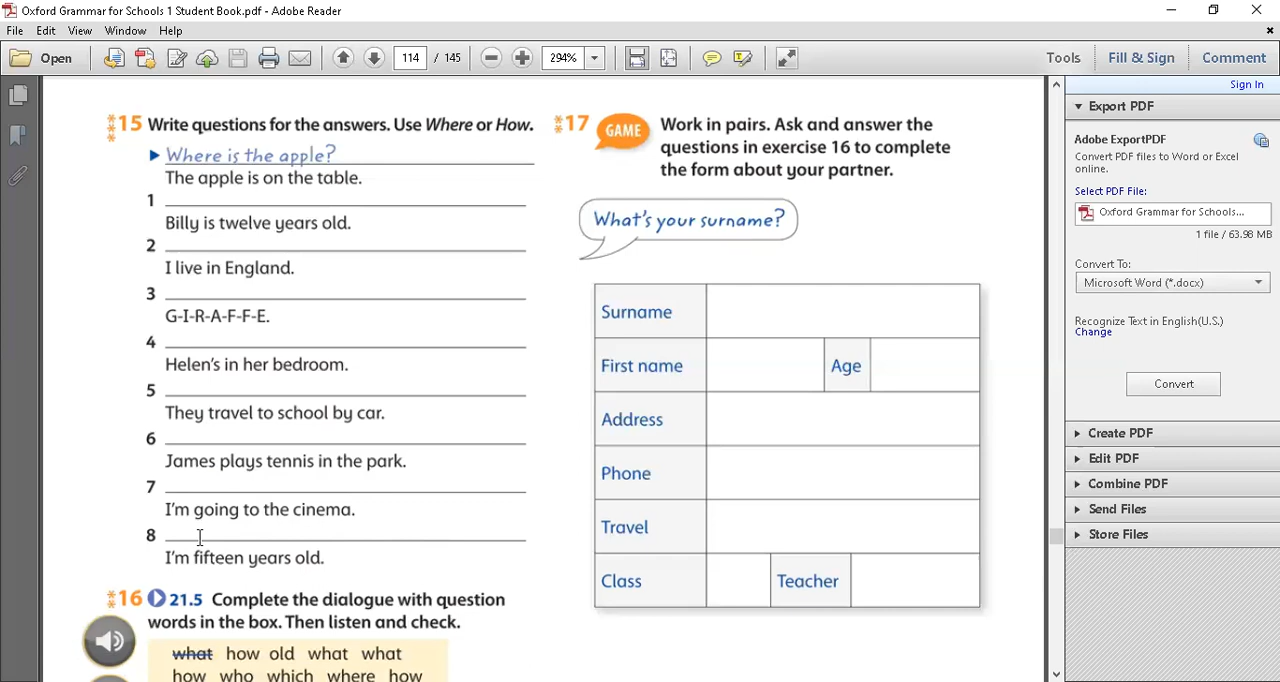 Oxford Grammar for Schools 1 Student Book.pdf - Adobe Reader
File Edit View Window Help
Open 114 / 145 294% Tools Fill & Sign Comment
Sign In
15 Write questions for the answers. Use Where or How.
Where is the apple?
The apple is on the table.
1
Billy is twelve years old.
2
I live in England.
3
G-I-R-A-F-F-E.
4
Helen's in her bedroom.
5
They travel to school by car.
6
James plays tennis in the park.
7
I'm going to the cinema.
8
I'm fifteen years old.
16 21.5 Complete the dialogue with question
words in the box. Then listen and check.
what how old what what
how who which where how
17 GAME Work in pairs. Ask and answer the
questions in exercise 16 to complete
the form about your partner.
What's your surname?
Surname
First name Age
Address
Phone
Travel
Class Teacher
Export PDF
Adobe ExportPDF
Convert PDF files to Word or Excel
online.
Select PDF File:
Oxford Grammar for Schools...
1 file / 63.98 MB
Convert To:
Microsoft Word (*.docx)
Recognize Text in English(U.S.)
Change
Convert
Create PDF
Edit PDF
Combine PDF
Send Files
Store Files